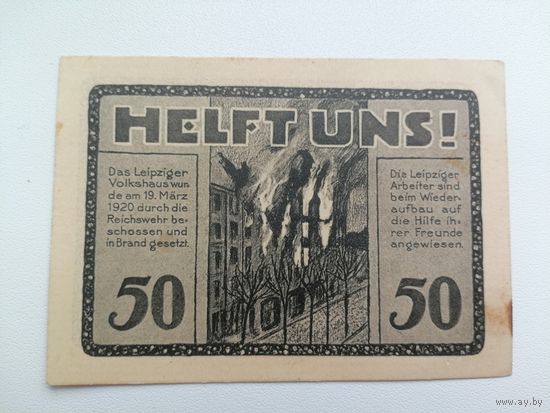 HELFT UNS!
Das Leipziger
Volkshaus wur
de am 19. März
1920 durch die
Reichswehr be-
schossen und
in Brand gesetzt.
Die Leipziger
Arbeiter sind
beim Wieder-
aufbau auf
die Hilfe ih-
rer Freunde
angewiesen.
50
50
www.ay.by